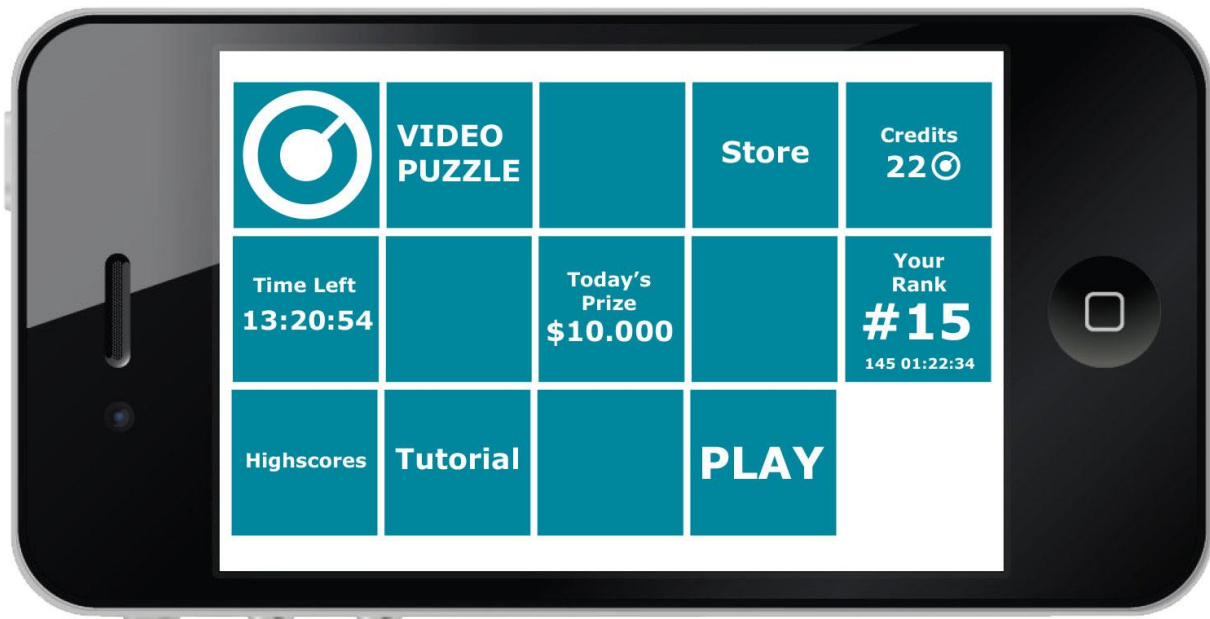 VIDEO
PUZZLE
Store
Credits
22
Time Left
13:20:54
Today's
Prize
$10.000
Your
Rank
#15
145 01:22:34
Highscores
Tutorial
PLAY